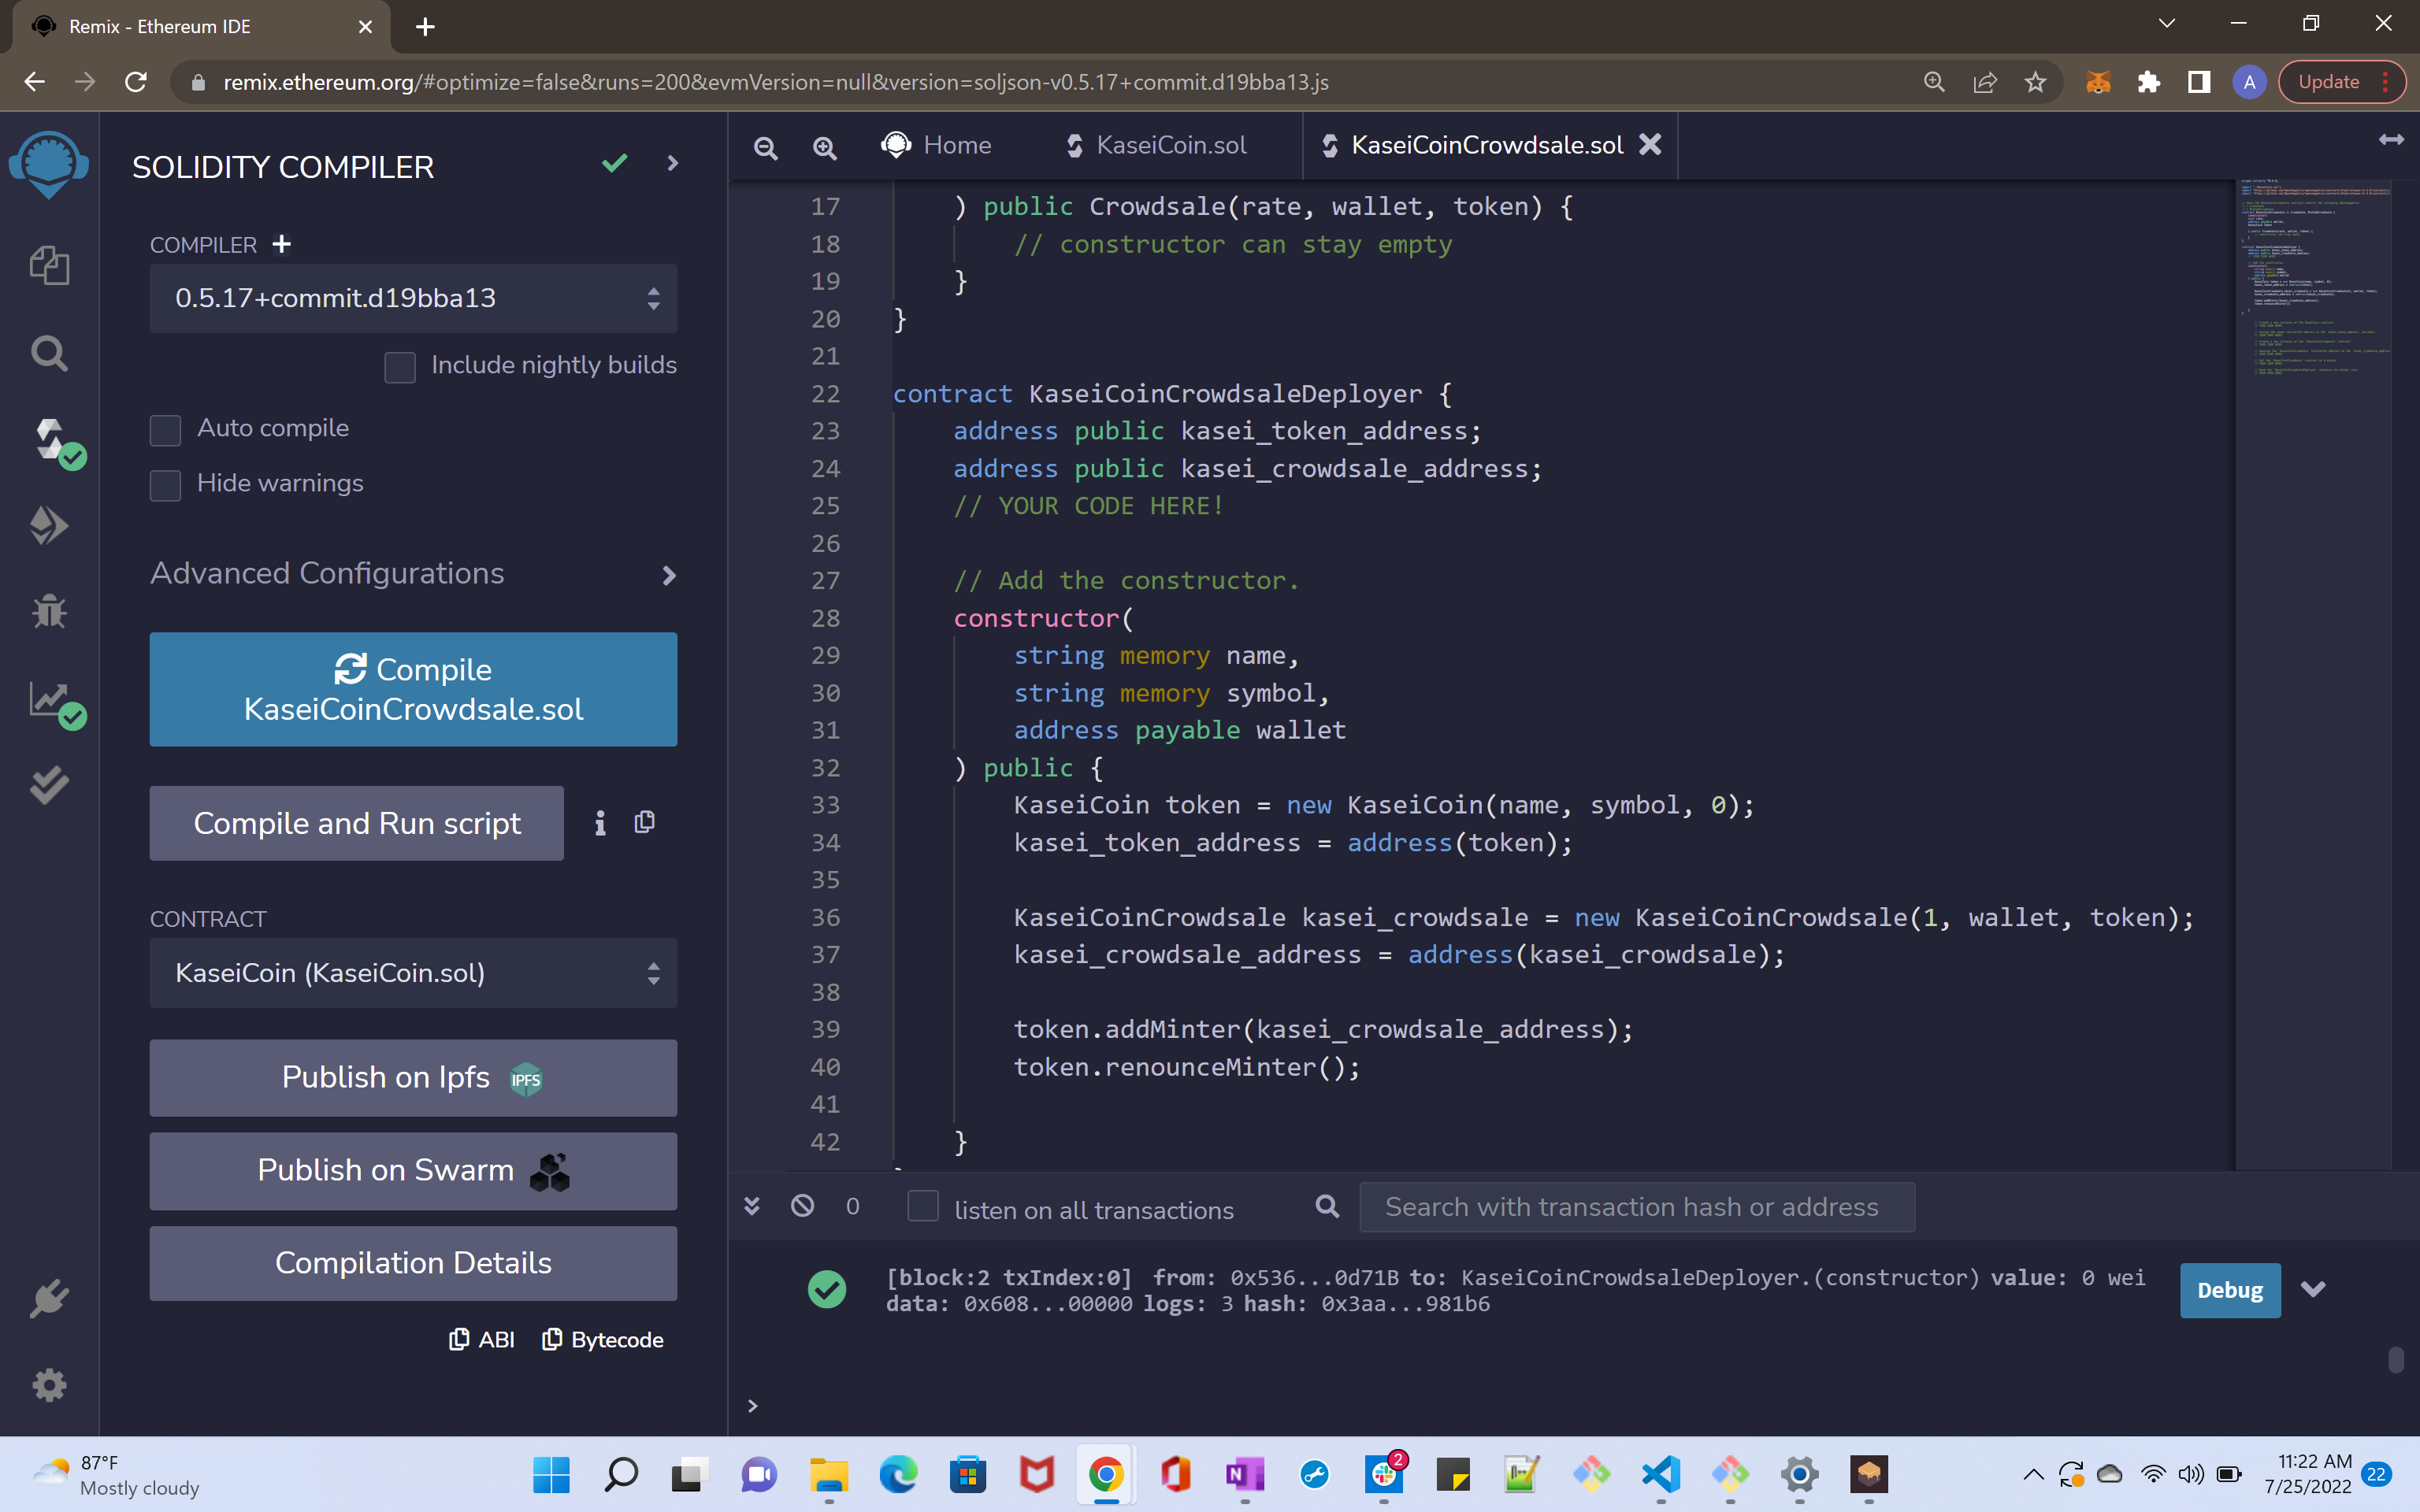 Remix - Ethereum IDE
remix.ethereum.org/#optimize=false&runs=200&evmVersion=null&version=soljson-v0.5.17+commit.d19bba13.js
A
Update
SOLIDITY COMPILER
COMPILER
0.5.17+commit.d19bba13
Include nightly builds
Auto compile
Hide warnings
Advanced Configurations
Compile
KaseiCoinCrowdsale.sol
Compile and Run script
CONTRACT
KaseiCoin (KaseiCoin.sol)
Publish on Ipfs
IPFS
Publish on Swarm
Compilation Details
ABI
Bytecode
Home
KaseiCoin.sol
KaseiCoinCrowdsale.sol
17 ) public Crowdsale(rate, wallet, token) {
18 // constructor can stay empty
19 }
20 }
21
22 contract KaseiCoinCrowdsaleDeployer {
23 address public kasei_token_address;
24 address public kasei_crowdsale_address;
25 // YOUR CODE HERE!
26
27 // Add the constructor.
28 constructor(
29 string memory name,
30 string memory symbol,
31 address payable wallet
32 ) public {
33 KaseiCoin token = new KaseiCoin(name, symbol, 0);
34 kasei_token_address = address(token);
35
36 KaseiCoinCrowdsale kasei_crowdsale = new KaseiCoinCrowdsale(1, wallet, token);
37 kasei_crowdsale_address = address(kasei_crowdsale);
38
39 token.addMinter(kasei_crowdsale_address);
40 token.renounceMinter();
41
42 }
0
listen on all transactions
Search with transaction hash or address
[block:2 txIndex:0] from: 0x536...0d71B to: KaseiCoinCrowdsaleDeployer.(constructor) value: 0 wei
data: 0x608...00000 logs: 3 hash: 0x3aa...981b6
Debug
>
87°F
Mostly coudy
N
2
11:22 AM
7/25/2022
22